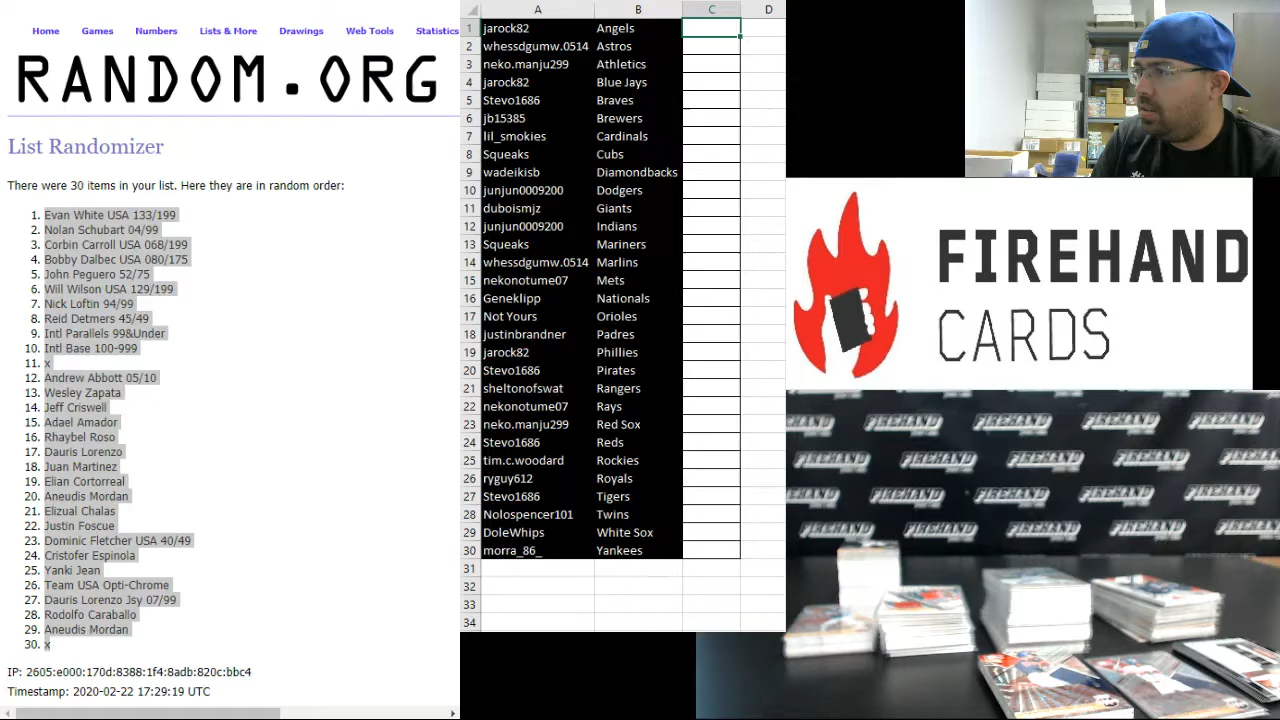 Home Games Numbers Lists & More Drawings Web Tools Statistics
RANDOM.ORG
List Randomizer
There were 30 items in your list. Here they are in random order:
1. Evan White USA 133/199
2. Nolan Schubart 04/99
3. Corbin Carroll USA 068/199
4. Bobby Dalbec USA 080/175
5. John Peguero 52/75
6. Will Wilson USA 129/199
7. Nick Loftin 94/99
8. Reid Detmers 45/49
9. Intl Parallels 99&Under
10. Intl Base 100-999
11. x
12. Andrew Abbott 05/10
13. Wesley Zapata
14. Jeff Criswell
15. Adael Amador
16. Rhaybel Roso
17. Dauris Lorenzo
18. Juan Martinez
19. Elian Cortorreal
20. Aneudis Mordan
21. Elizual Chalas
22. Justin Foscue
23. Dominic Fletcher USA 40/49
24. Cristofer Espinola
25. Yanki Jean
26. Team USA Opti-Chrome
27. Dauris Lorenzo Jsy 07/99
28. Rodolfo Caraballo
29. Aneudis Mordan
30. x
IP: 2605:e000:170d:8388:1f4:8adb:820c:bbc4
Timestamp: 2020-02-22 17:29:19 UTC
A B C D
1 jarock82 Angels
2 whessdgumw.0514 Astros
3 neko.manju299 Athletics
4 jarock82 Blue Jays
5 Stevo1686 Braves
6 jb15385 Brewers
7 lil_smokies Cardinals
8 Squeaks Cubs
9 wadeikisb Diamondbacks
10 junjun0009200 Dodgers
11 duboismjz Giants
12 junjun0009200 Indians
13 Squeaks Mariners
14 whessdgumw.0514 Marlins
15 nekonotume07 Mets
16 Geneklipp Nationals
17 Not Yours Orioles
18 justinbrandner Padres
19 jarock82 Phillies
20 Stevo1686 Pirates
21 sheltonofswat Rangers
22 nekonotume07 Rays
23 neko.manju299 Red Sox
24 Stevo1686 Reds
25 tim.c.woodard Rockies
26 ryguy612 Royals
27 Stevo1686 Tigers
28 Nolospencer101 Twins
29 DoleWhips White Sox
30 morra_86_ Yankees
31
32
33
34
FIREHAND
CARDS
FIREHAND FIREHAND FIREHAND
FIREHAND FIREHAND FIREHAND
FIREHAND FIREHAND FIREHAND
FIREHAND FIREHAND FIREHAND